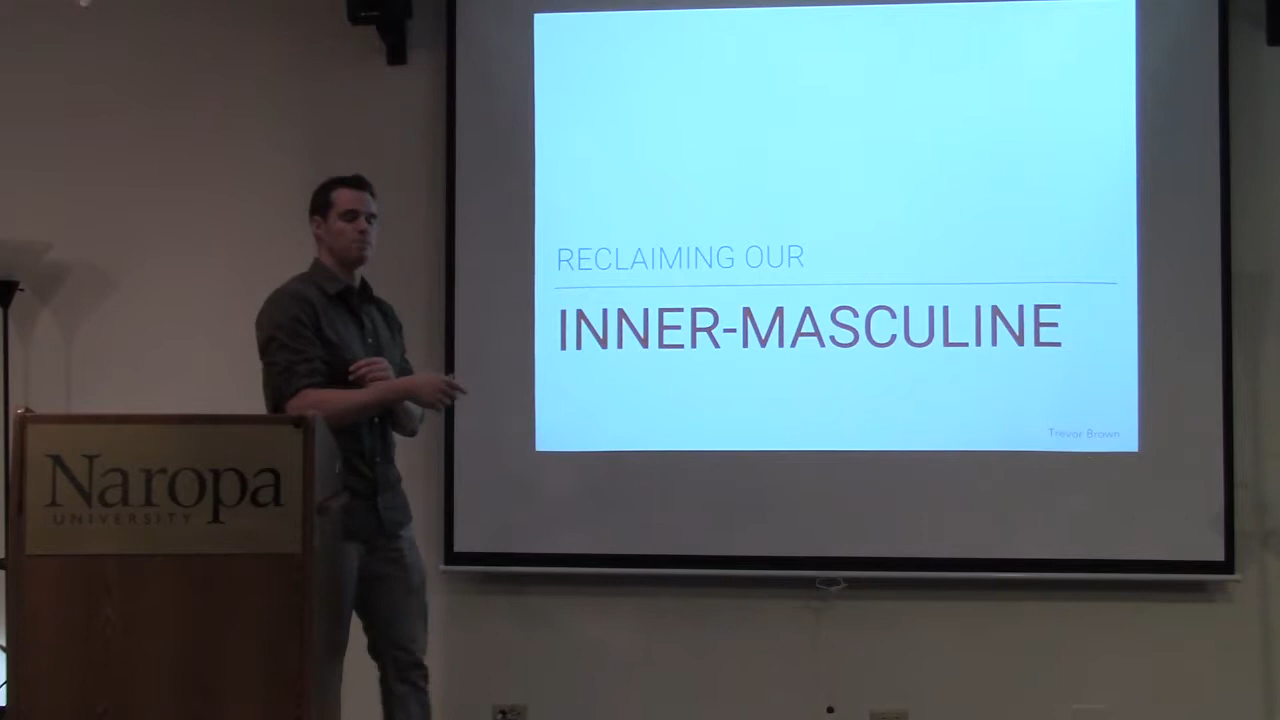 RECLAIMING OUR
INNER-MASCULINE
Trevor Brown
Naropa
UNIVERSITY